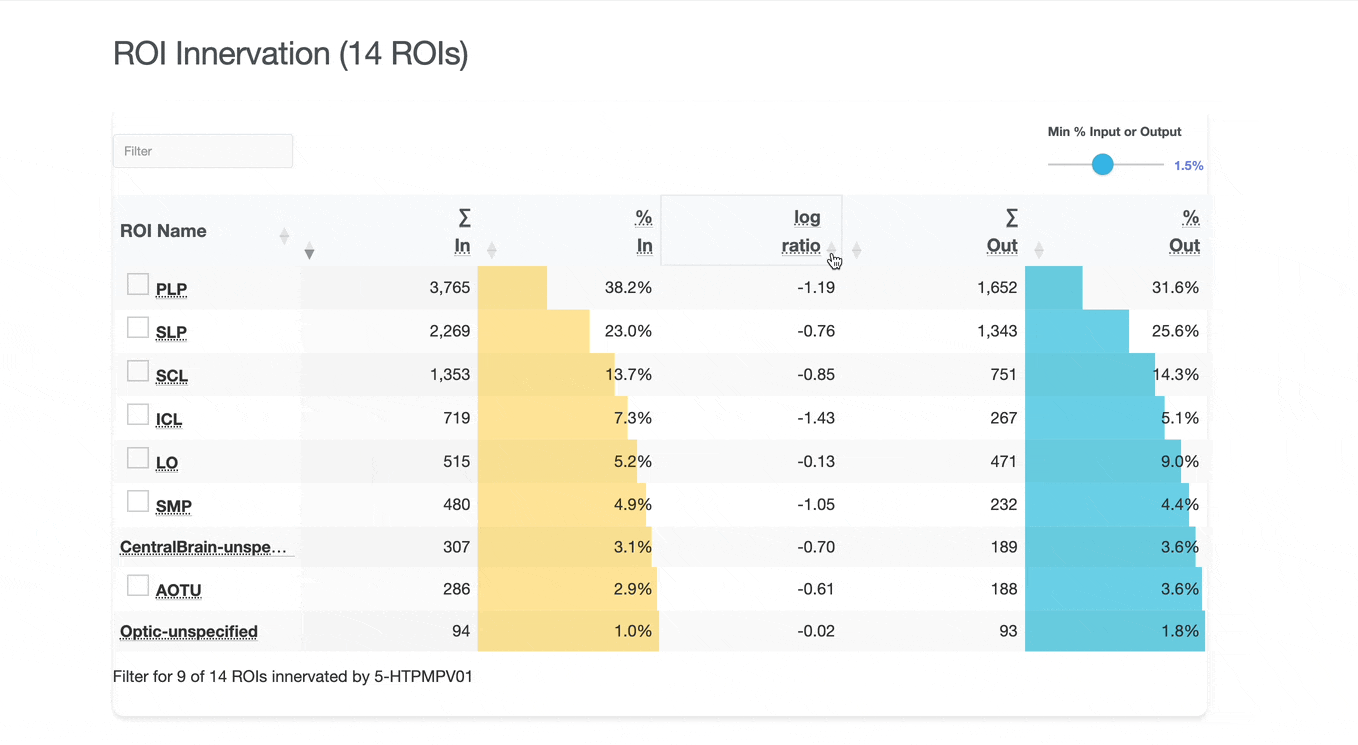 ROI Innervation (14 ROIs)
Filter
Min % Input or Output
1.5%
ROI Name ∑ In % In log ratio ∑ Out % Out
PLP 3,765 38.2% -1.19 1,652 31.6%
SLP 2,269 23.0% -0.76 1,343 25.6%
SCL 1,353 13.7% -0.85 751 14.3%
ICL 719 7.3% -1.43 267 5.1%
LO 515 5.2% -0.13 471 9.0%
SMP 480 4.9% -1.05 232 4.4%
CentralBrain-unspe... 307 3.1% -0.70 189 3.6%
AOTU 286 2.9% -0.61 188 3.6%
Optic-unspecified 94 1.0% -0.02 93 1.8%
Filter for 9 of 14 ROIs innervated by 5-HTPMPV01